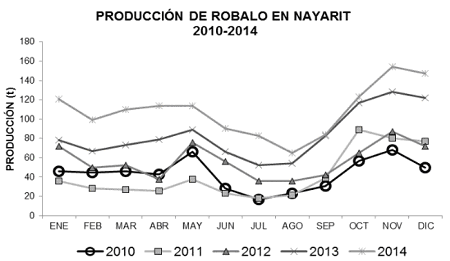 PRODUCCIÓN DE ROBALO EN NAYARIT
2010-2014
PRODUCCIÓN (t)
180
160
140
120
100
80
60
40
20
0
ENE FEB MAR ABR MAY JUN JUL AGO SEP OCT NOV DIC
2010 2011 2012 2013 2014